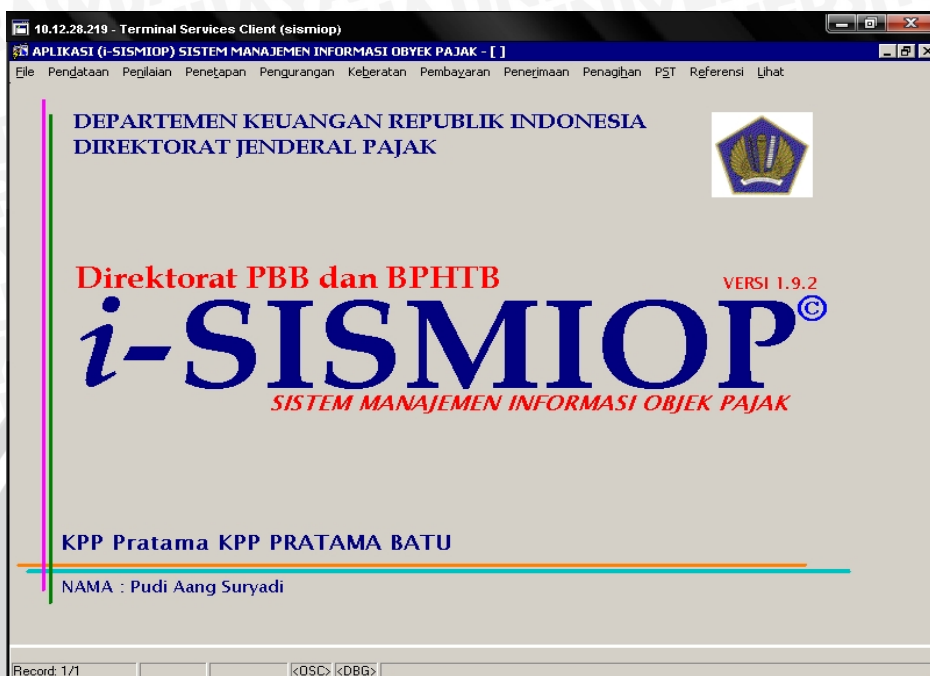 10.12.28.219 - Terminal Services Client (sismiop)
APLIKASI (i-SISMIOP) SISTEM MANAJEMEN INFORMASI OBYEK PAJAK - [ ]
File Pendataan Penilaian Penetapan Pengurangan Keberatan Pembayaran Penerimaan Penagihan PST Referensi Lihat
DEPARTEMEN KEUANGAN REPUBLIK INDONESIA
DIREKTORAT JENDERAL PAJAK
Direktorat PBB dan BPHTB
VERSI 1.9.2
i-SISMIOP©
SISTEM MANAJEMEN INFORMASI OBJEK PAJAK
KPP Pratama KPP PRATAMA BATU
NAMA : Pudi Aang Suryadi
Record: 1/1 <OSC> <DBG>